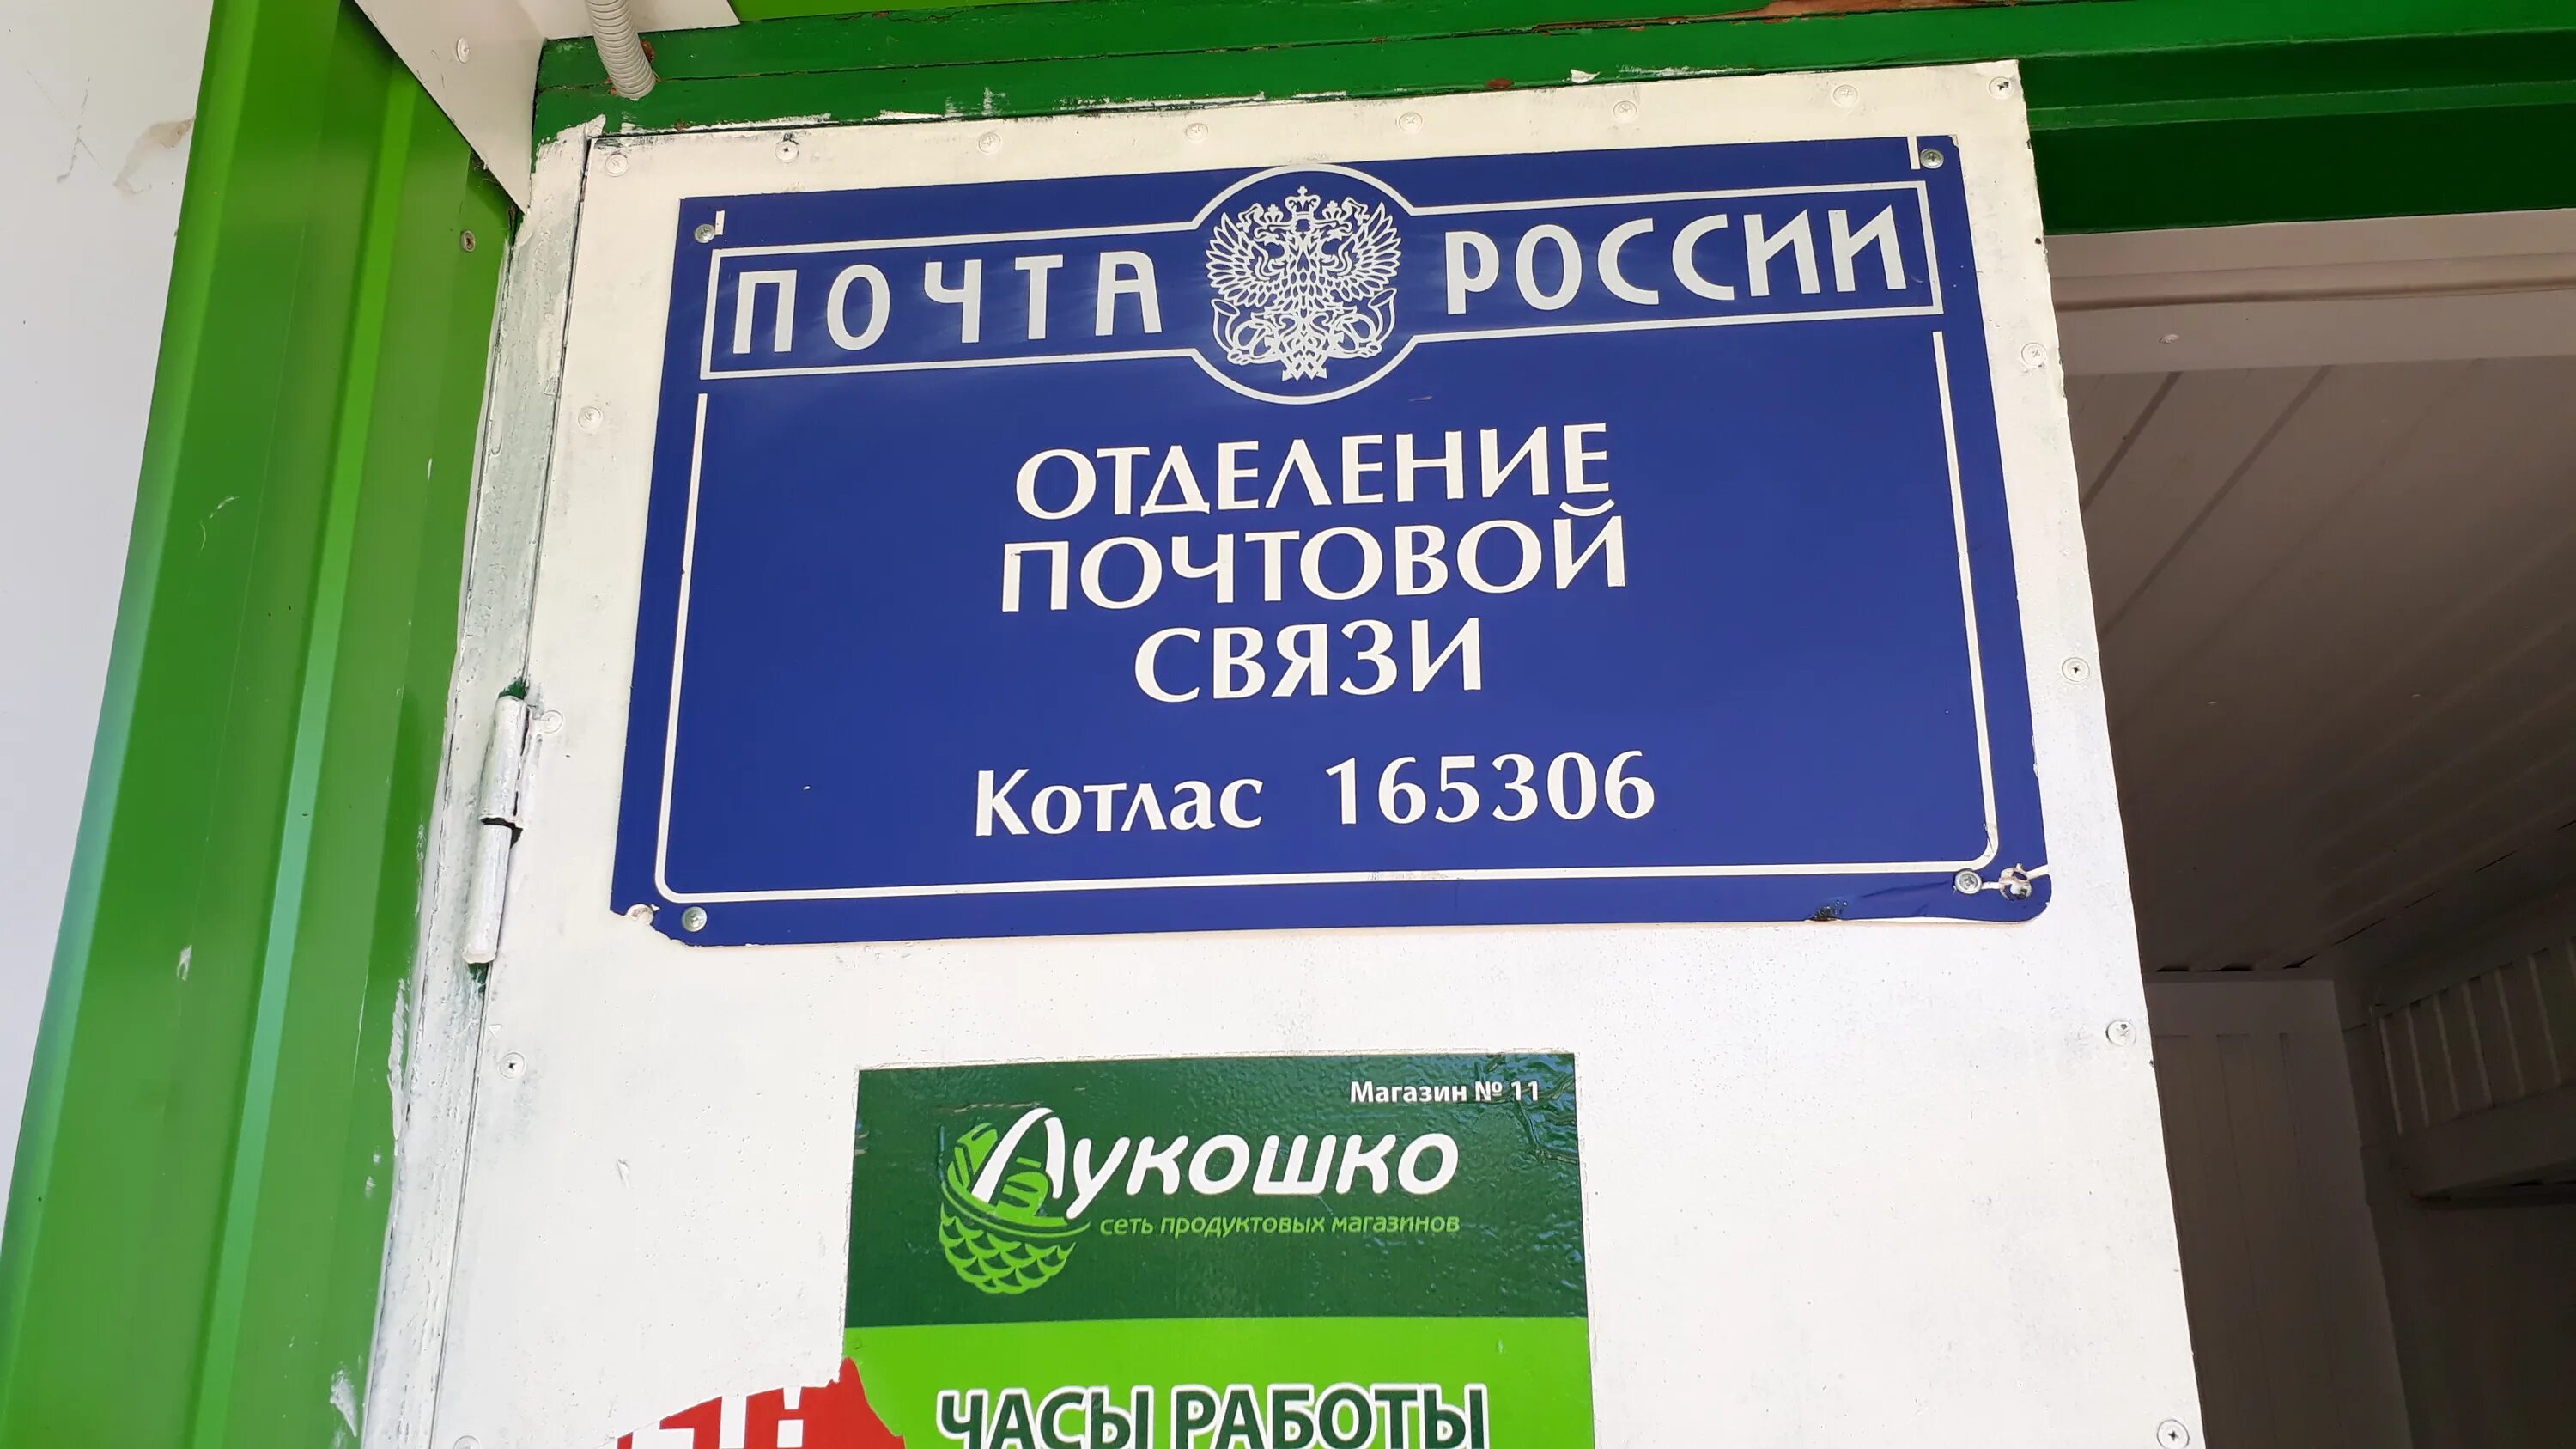 ПОЧТА РОССИИ
ОТДЕЛЕНИЕ
ПОЧТОВОЙ
СВЯЗИ
Котлас 165306
Магазин № 11
Лукошко
сеть продуктовых магазинов
ЧАСЫ РАБОТЫ